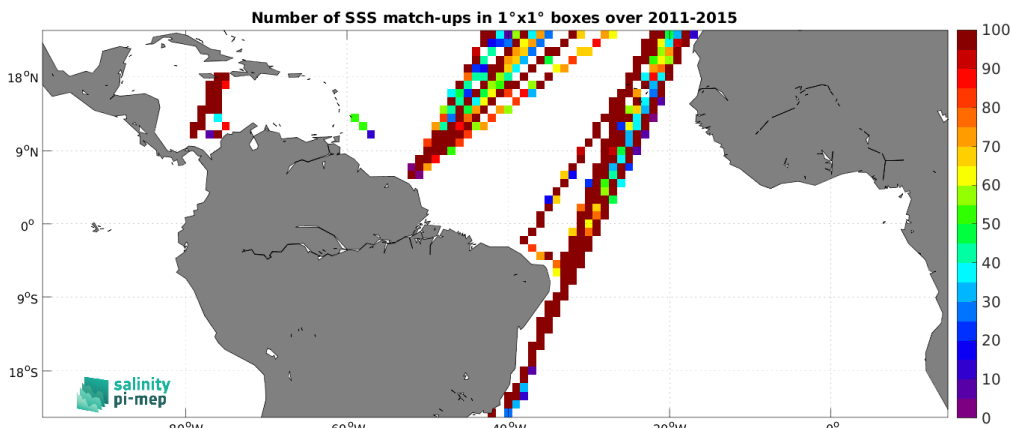 Number of SSS match-ups in 1°x1° boxes over 2011-2015
18°N
9°N
0°
9°S
18°S
80°W
60°W
40°W
20°W
0°
100
90
80
70
60
50
40
30
20
10
0
salinity
pi-mep